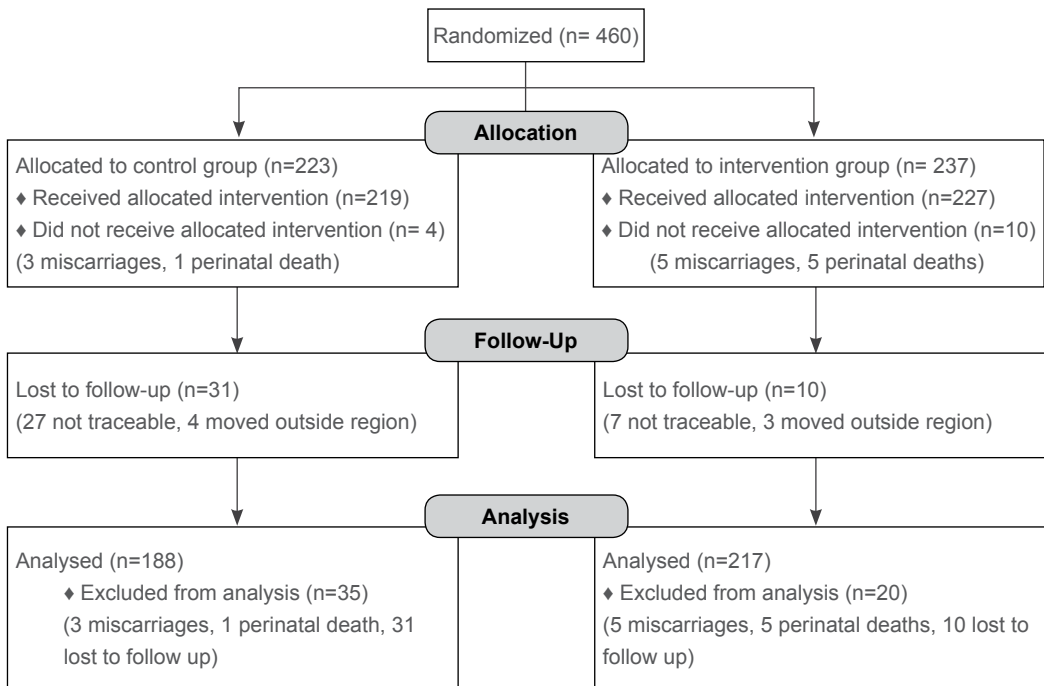 Randomized (n= 460)
Allocation
Allocated to control group (n=223)
♦ Received allocated intervention (n=219)
♦ Did not receive allocated intervention (n= 4)
(3 miscarriages, 1 perinatal death)
Allocated to intervention group (n= 237)
♦ Received allocated intervention (n=227)
♦ Did not receive allocated intervention (n=10)
(5 miscarriages, 5 perinatal deaths)
Follow-Up
Lost to follow-up (n=31)
(27 not traceable, 4 moved outside region)
Lost to follow-up (n=10)
(7 not traceable, 3 moved outside region)
Analysis
Analysed (n=188)
♦ Excluded from analysis (n=35)
(3 miscarriages, 1 perinatal death, 31
lost to follow up)
Analysed (n=217)
♦ Excluded from analysis (n=20)
(5 miscarriages, 5 perinatal deaths, 10 lost to
follow up)